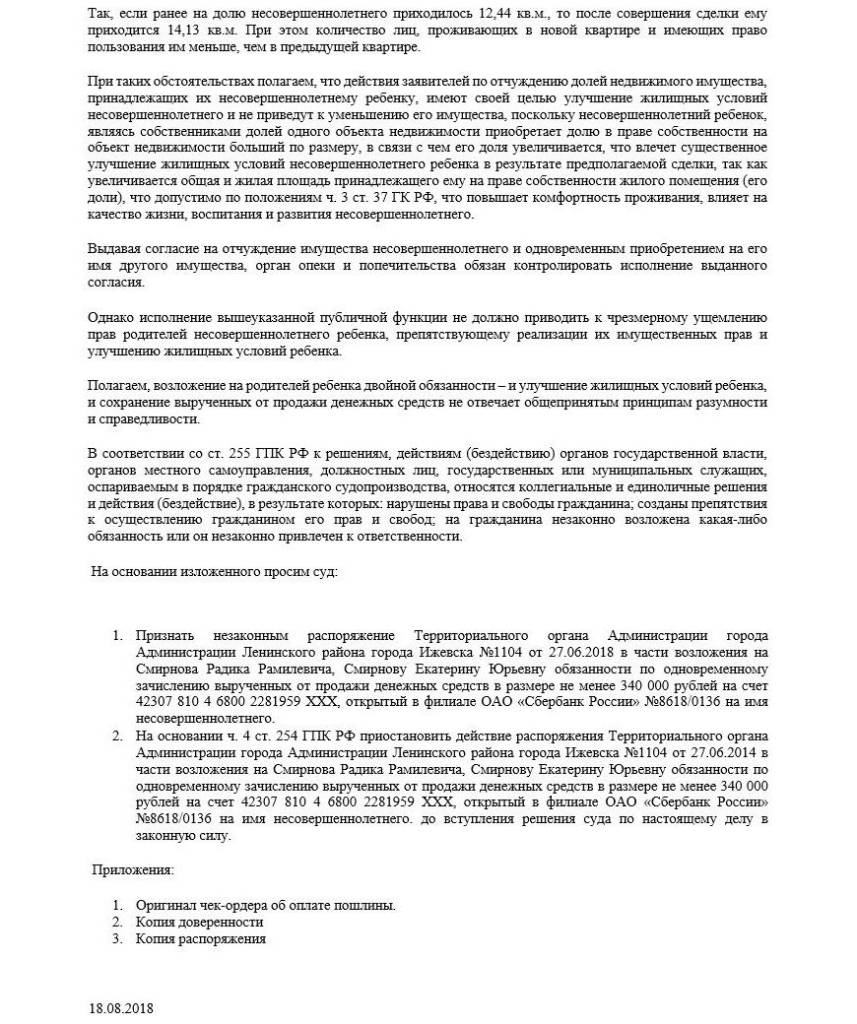 Так, если ранее на долю несовершеннолетнего приходилось 12,44 кв.м., то после совершения сделки ему
приходится 14,13 кв.м. При этом количество лиц, проживающих в новой квартире и имеющих право
пользования им меньше, чем в предыдущей квартире.
При таких обстоятельствах полагаем, что действия заявителей по отчуждению долей недвижимого имущества,
принадлежащих их несовершеннолетнему ребенку, имеют своей целью улучшение жилищных условий
несовершеннолетнего и не приведут к уменьшению его имущества, поскольку несовершеннолетний ребенок,
являясь собственниками долей одного объекта недвижимости приобретает долю в праве собственности на
объект недвижимости больший по размеру, в связи с чем его доля увеличивается, что влечет существенное
улучшение жилищных условий несовершеннолетнего ребенка в результате предполагаемой сделки, так как
увеличивается общая и жилая площадь принадлежащего ему на праве собственности жилого помещения (его
доли), что допустимо по положениям ч. 3 ст. 37 ГК РФ, что повышает комфортность проживания, влияет на
качество жизни, воспитания и развития несовершеннолетнего.
Выдавая согласие на отчуждение имущества несовершеннолетнего и одновременным приобретением на его
имя другого имущества, орган опеки и попечительства обязан контролировать исполнение выданного
согласия.
Однако исполнение вышеуказанной публичной функции не должно приводить к чрезмерному ущемлению
прав родителей несовершеннолетнего ребенка, препятствующему реализации их имущественных прав и
улучшению жилищных условий ребенка.
Полагаем, возложение на родителей ребенка двойной обязанности – и улучшение жилищных условий ребенка,
и сохранение вырученных от продажи денежных средств не отвечает общепринятым принципам разумности
и справедливости.
В соответствии со ст. 255 ГПК РФ к решениям, действиям (бездействию) органов государственной власти,
органов местного самоуправления, должностных лиц, государственных или муниципальных служащих,
оспариваемым в порядке гражданского судопроизводства, относятся коллегиальные и единоличные решения
и действия (бездействие), в результате которых: нарушены права и свободы гражданина; созданы препятствия
к осуществлению гражданином его прав и свобод; на гражданина незаконно возложена какая-либо
обязанность или он незаконно привлечен к ответственности.
На основании изложенного просим суд:
1. Признать незаконным распоряжение Территориального органа Администрации города
Администрации Ленинского района города Ижевска №1104 от 27.06.2018 в части возложения на
Смирнова Радика Рамилевича, Смирнову Екатерину Юрьевну обязанности по одновременному
зачислению вырученных от продажи денежных средств в размере не менее 340 000 рублей на счет
42307 810 4 6800 2281959 ХХХ, открытый в филиале ОАО «Сбербанк России» №8618/0136 на имя
несовершеннолетнего.
2. На основании ч. 4 ст. 254 ГПК РФ приостановить действие распоряжения Территориального органа
Администрации города Администрации Ленинского района города Ижевска №1104 от 27.06.2014 в
части возложения на Смирнова Радика Рамилевича, Смирнову Екатерину Юрьевну обязанности по
одновременному зачислению вырученных от продажи денежных средств в размере не менее 340 000
рублей на счет 42307 810 4 6800 2281959 ХХХ, открытый в филиале ОАО «Сбербанк России»
№8618/0136 на имя несовершеннолетнего. до вступления решения суда по настоящему делу в
законную силу.
Приложения:
1. Оригинал чек-ордера об оплате пошлины.
2. Копия доверенности
3. Копия распоряжения
18.08.2018